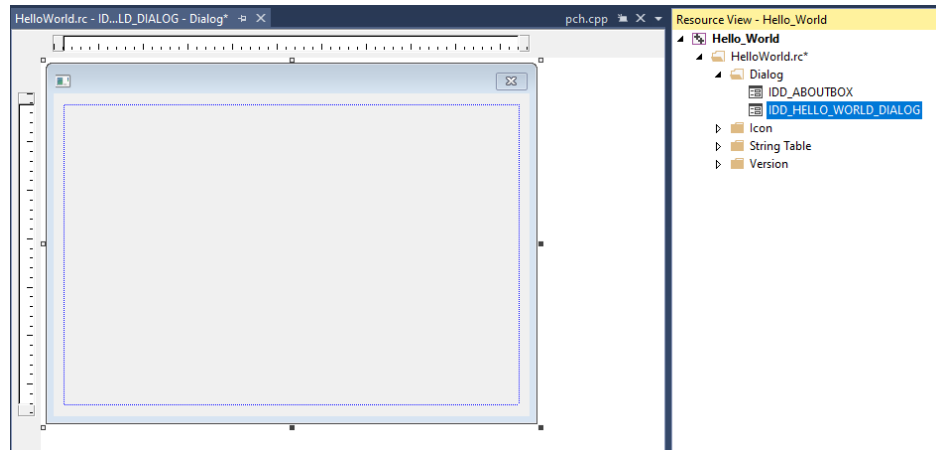 HelloWorld.rc - ID...LD_DIALOG - Dialog*
pch.cpp
Resource View - Hello_World
Hello_World
HelloWorld.rc*
Dialog
IDD_ABOUTBOX
IDD_HELLO_WORLD_DIALOG
Icon
String Table
Version